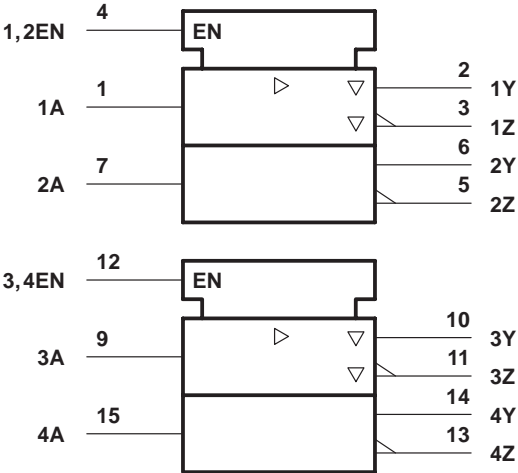 1,2EN 4 EN
1A 1
2 1Y
3 1Z
2A 7
6 2Y
5 2Z
3,4EN 12 EN
3A 9
10 3Y
11 3Z
4A 15
14 4Y
13 4Z